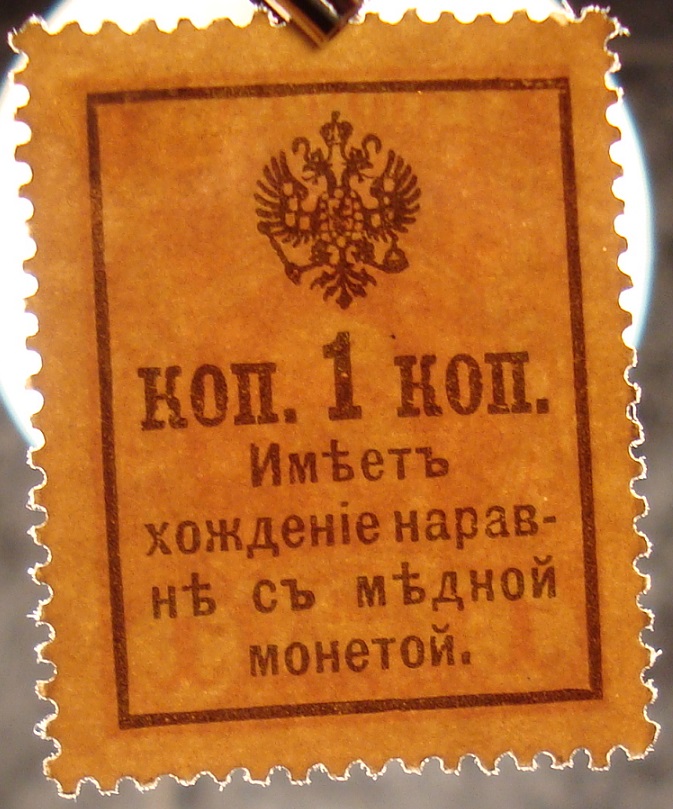 КОП. 1 КОП.
Имѣетъ
хожденіе нарав-
нѣ съ мѣдной
монетой.